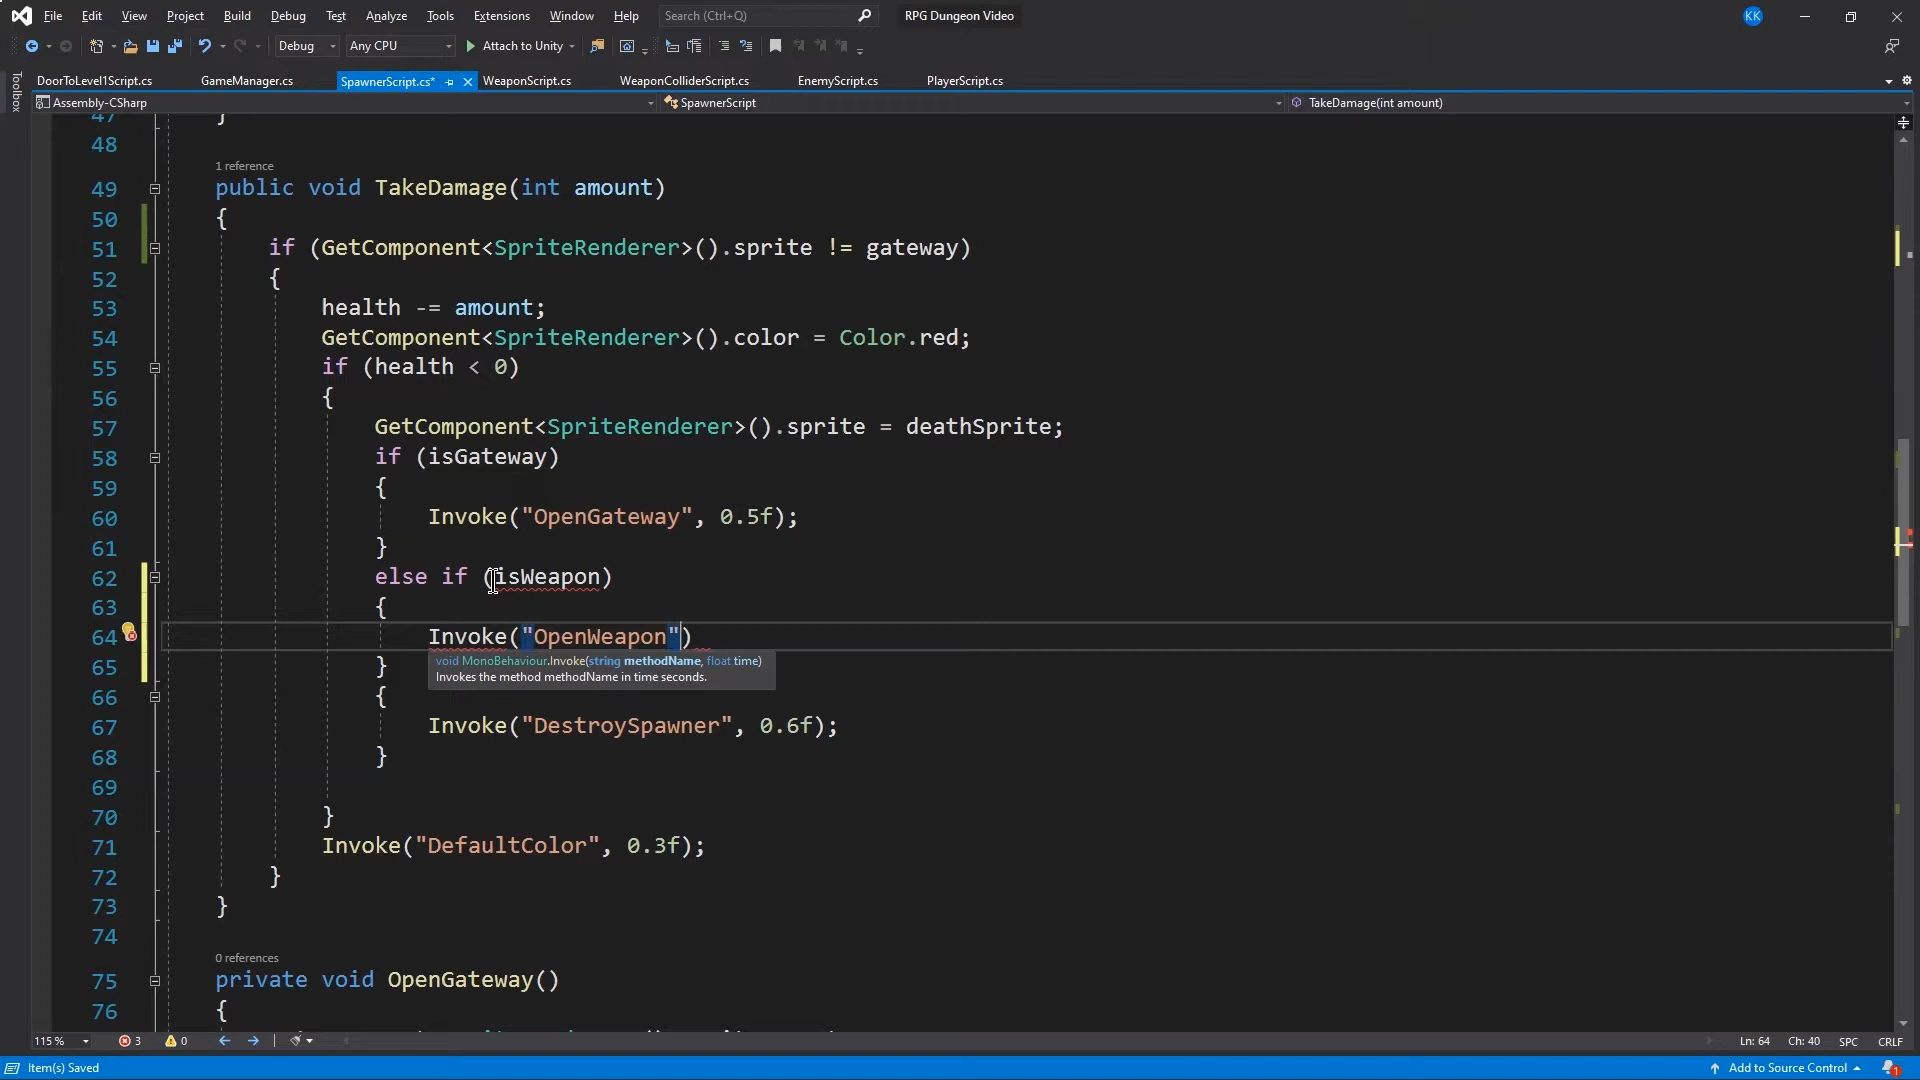 File Edit View Project Build Debug Test Analyze Tools Extensions Window Help Search (Ctrl+Q) RPG Dungeon Video KK
Debug Any CPU Attach to Unity
Toolbox
DoorToLevel1Script.cs GameManager.cs SpawnerScript.cs* WeaponScript.cs WeaponColliderScript.cs EnemyScript.cs PlayerScript.cs
Assembly-CSharp SpawnerScript TakeDamage(int amount)
47 }
48
1 reference
49 public void TakeDamage(int amount)
50 {
51 if (GetComponent<SpriteRenderer>().sprite != gateway)
52 {
53 health -= amount;
54 GetComponent<SpriteRenderer>().color = Color.red;
55 if (health < 0)
56 {
57 GetComponent<SpriteRenderer>().sprite = deathSprite;
58 if (isGateway)
59 {
60 Invoke("OpenGateway", 0.5f);
61 }
62 else if (isWeapon)
63 {
64 Invoke("OpenWeapon")
void MonoBehaviour.Invoke(string methodName, float time)
Invokes the method methodName in time seconds.
65 }
66 {
67 Invoke("DestroySpawner", 0.6f);
68 }
69
70 }
71 Invoke("DefaultColor", 0.3f);
72 }
73 }
74
0 references
75 private void OpenGateway()
76 {
115 % 3 0 Ln: 64 Ch: 40 SPC CRLF
Item(s) Saved Add to Source Control 1